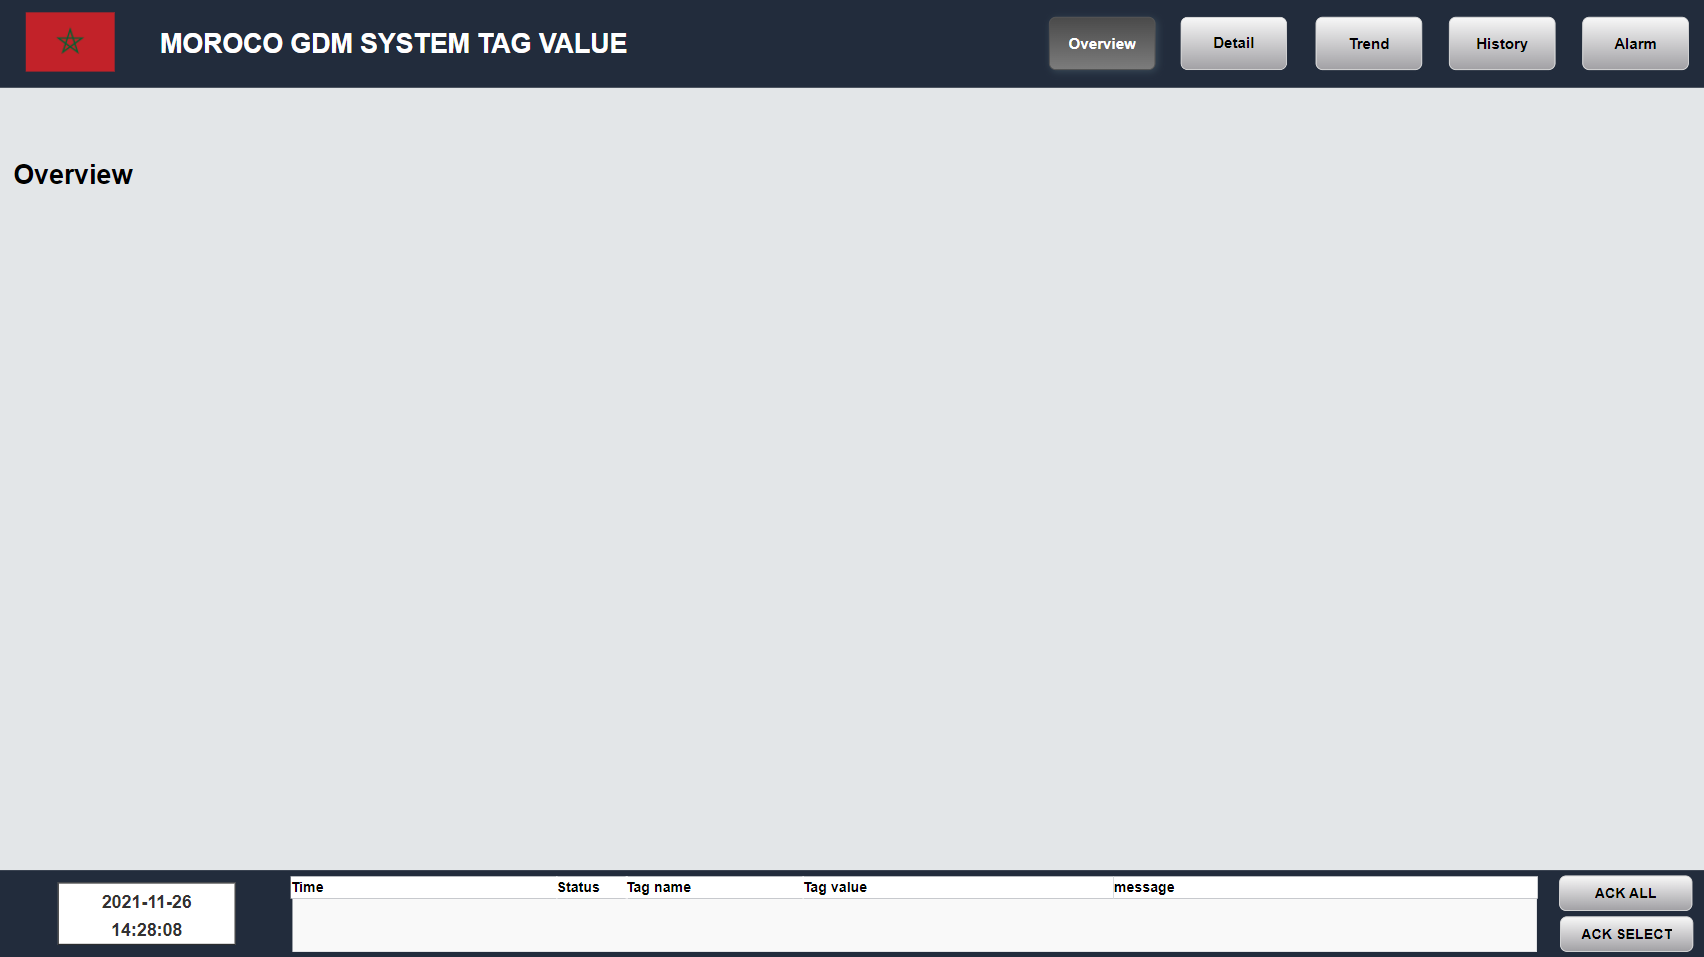 MOROCO GDM SYSTEM TAG VALUE
Overview
Detail
Trend
History
Alarm
Overview
2021-11-26
14:28:08
Time Status Tag name Tag value message
ACK ALL
ACK SELECT